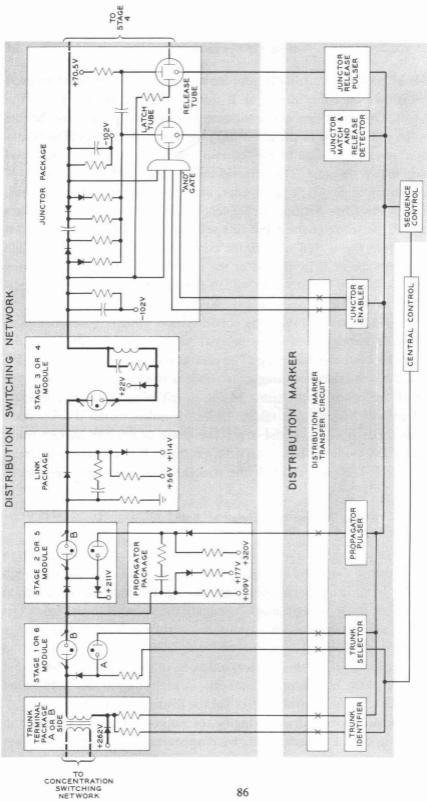 DISTRIBUTION SWITCHING NETWORK
TO
CONCENTRATION
SWITCHING
NETWORK
TRUNK
TERMINAL
PACKAGE
A OR B
SIDE
+262V
STAGE 1 OR 6
MODULE
B
A
STAGE 2 OR 5
MODULE
B
+211V
PROPAGATOR
PACKAGE
+109V
+177V
+320V
LINK
PACKAGE
+56V
+114V
STAGE 3 OR 4
MODULE
+22V
JUNCTOR PACKAGE
-102V
-102V
+70.5V
"AND"
GATE
LATCH
TUBE
RELEASE
TUBE
TO
STAGE
4
DISTRIBUTION MARKER
DISTRIBUTION MARKER
TRANSFER CIRCUIT
TRUNK
IDENTIFIER
TRUNK
SELECTOR
PROPAGATOR
PULSER
JUNCTOR
ENABLER
JUNCTOR
MATCH &
AND
RELEASE
DETECTOR
JUNCTOR
RELEASE
PULSER
CENTRAL CONTROL
SEQUENCE
CONTROL
86